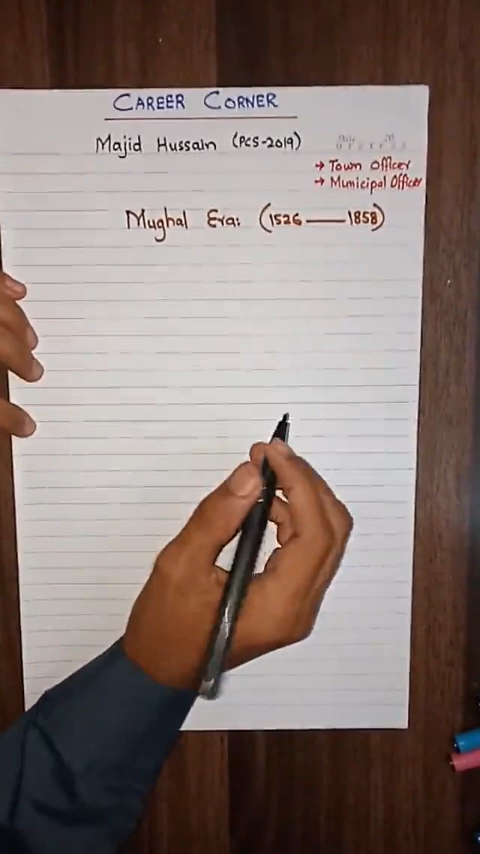 CAREER CORNER
Majid Hussain (PCS-2019)
→ Town Officer
→ Municipal Officer
Mughal Era: (1526 — 1858)